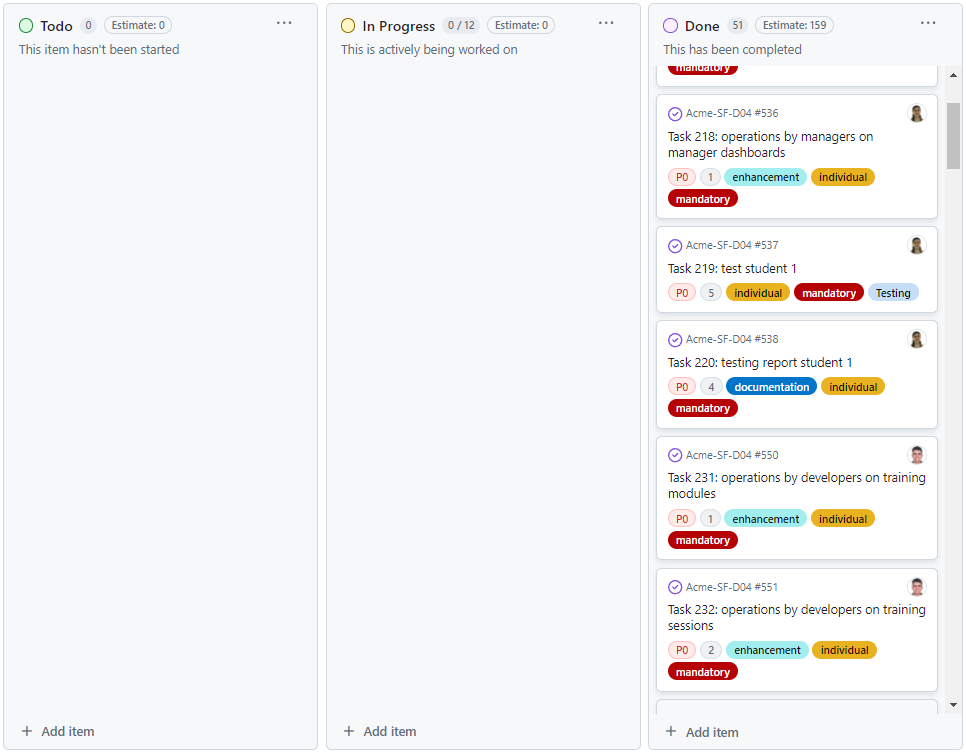 Todo 0 Estimate: 0 ...
This item hasn't been started
+ Add item
In Progress 0 / 12 Estimate: 0 ...
This is actively being worked on
+ Add item
Done 51 Estimate: 159 ...
This has been completed
mandatory
Acme-SF-D04 #536
Task 218: operations by managers on
manager dashboards
P0 1 enhancement individual
mandatory
Acme-SF-D04 #537
Task 219: test student 1
P0 5 individual mandatory Testing
Acme-SF-D04 #538
Task 220: testing report student 1
P0 4 documentation individual
mandatory
Acme-SF-D04 #550
Task 231: operations by developers on training
modules
P0 1 enhancement individual
mandatory
Acme-SF-D04 #551
Task 232: operations by developers on training
sessions
P0 2 enhancement individual
mandatory
+ Add item